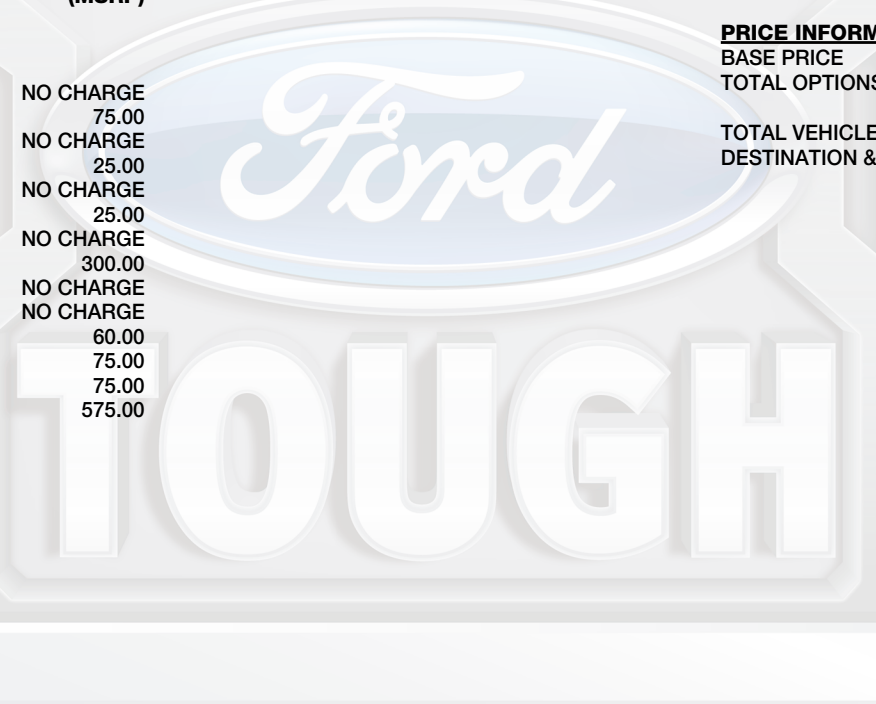 (MSRP)
NO CHARGE
75.00
NO CHARGE
25.00
NO CHARGE
25.00
NO CHARGE
300.00
NO CHARGE
NO CHARGE
60.00
75.00
75.00
575.00
PRICE INFORM
BASE PRICE
TOTAL OPTIONS
TOTAL VEHICLE
DESTINATION &
Ford
TOUGH